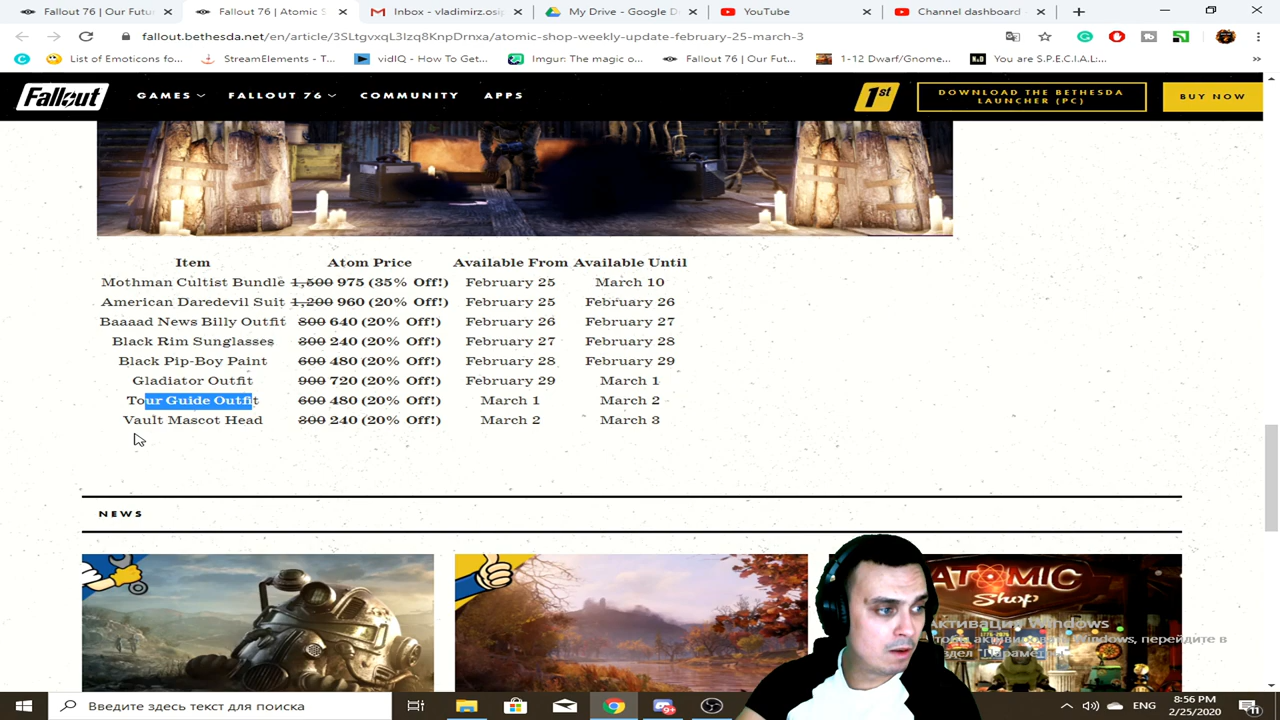 Fallout 76 | Our Futu
Fallout 76 | Atomic S
Inbox - vladimirz.osip
My Drive - Google D
YouTube
Channel dashboard -
fallout.bethesda.net/en/article/3SLtgvxqL3Izq8KnpDrnxa/atomic-shop-weekly-update-february-25-march-3
List of Emoticons fo...
StreamElements - T...
vidIQ - How To Get...
Imgur: The magic o...
Fallout 76 | Our Fut...
1-12 Dwarf/Gnome...
You are S.P.E.C.I.A.L:...
Fallout
GAMES
FALLOUT 76
COMMUNITY
APPS
1st
DOWNLOAD THE BETHESDA
LAUNCHER (PC)
BUY NOW
Item Atom Price Available From Available Until
Mothman Cultist Bundle 1,500 975 (35% Off!) February 25 March 10
American Daredevil Suit 1,200 960 (20% Off!) February 25 February 26
Baaaad News Billy Outfit 800 640 (20% Off!) February 26 February 27
Black Rim Sunglasses 300 240 (20% Off!) February 27 February 28
Black Pip-Boy Paint 600 480 (20% Off!) February 28 February 29
Gladiator Outfit 900 720 (20% Off!) February 29 March 1
Tour Guide Outfit 600 480 (20% Off!) March 1 March 2
Vault Mascot Head 300 240 (20% Off!) March 2 March 3
NEWS
ATOMIC
Shop
Активация Windows
Чтобы активировать Windows, перейдите в
раздел "Параметры".
Введите здесь текст для поиска
ENG
8:56 PM
2/25/2020
11